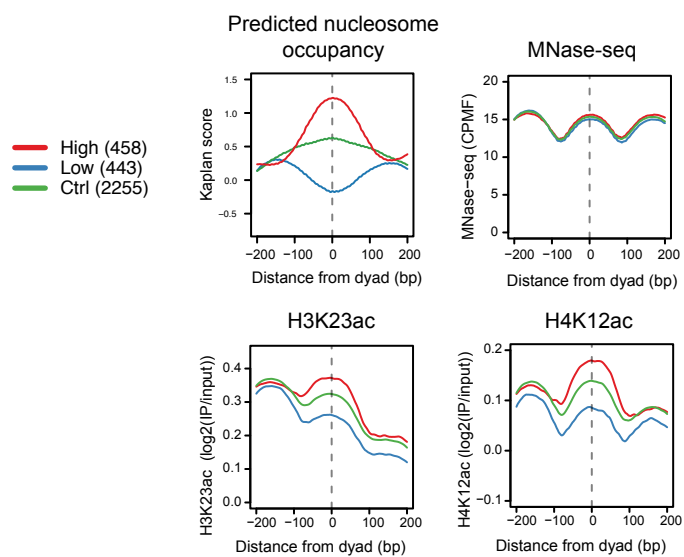 Predicted nucleosome
occupancy
MNase-seq
High (458)
Low (443)
Ctrl (2255)
Kaplan score
1.5
1.0
0.5
0.0
−0.5
−200
−100
0
100
200
Distance from dyad (bp)
MNase−seq (CPMF)
20
15
10
5
0
−200
−100
0
100
200
Distance from dyad (bp)
H3K23ac
H4K12ac
H3K23ac (log2(IP/input))
0.4
0.3
0.2
0.1
0.0
−200
−100
0
100
200
Distance from dyad (bp)
H4K12ac (log2(IP/input))
0.2
0.1
0.0
−0.1
−200
−100
0
100
200
Distance from dyad (bp)